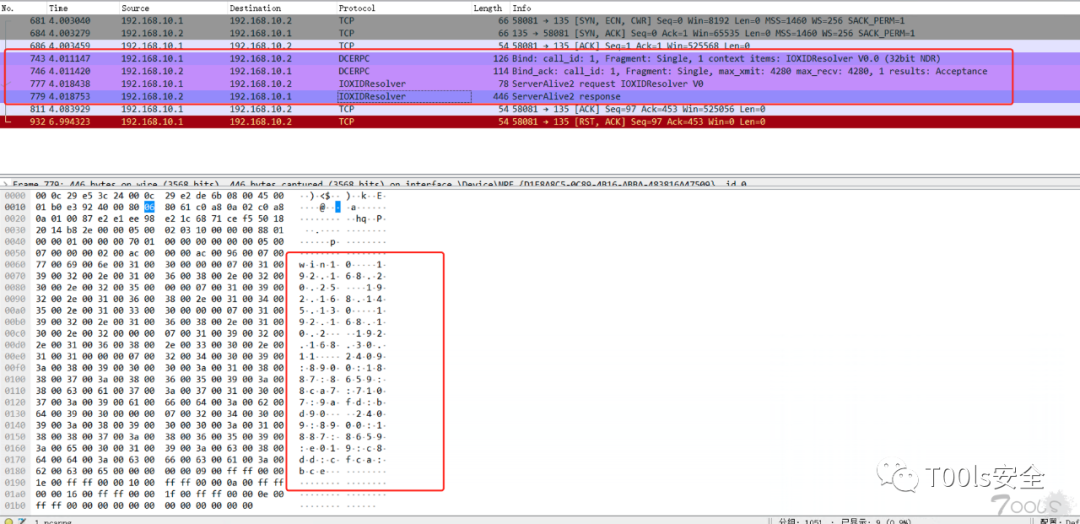 No. Time Source Destination Protocol Length Info
681 4.003040 192.168.10.1 192.168.10.2 TCP 66 58081 → 135 [SYN, ECN, CWR] Seq=0 Win=8192 Len=0 MSS=1460 WS=256 SACK_PERM=1
684 4.003279 192.168.10.2 192.168.10.1 TCP 66 135 → 58081 [SYN, ACK] Seq=0 Ack=1 Win=65535 Len=0 MSS=1460 WS=256 SACK_PERM=1
686 4.003459 192.168.10.1 192.168.10.2 TCP 54 58081 → 135 [ACK] Seq=1 Ack=1 Win=525568 Len=0
743 4.011147 192.168.10.1 192.168.10.2 DCERPC 126 Bind: call_id: 1, Fragment: Single, 1 context items: IOXIDResolver V0.0 (32bit NDR)
746 4.011420 192.168.10.2 192.168.10.1 DCERPC 114 Bind_ack: call_id: 1, Fragment: Single, max_xmit: 4280 max_recv: 4280, 1 results: Acceptance
777 4.018438 192.168.10.1 192.168.10.2 IOXIDResolver 78 ServerAlive2 request IOXIDResolver V0
779 4.018753 192.168.10.2 192.168.10.1 IOXIDResolver 446 ServerAlive2 response
811 4.083929 192.168.10.1 192.168.10.2 TCP 54 58081 → 135 [ACK] Seq=97 Ack=453 Win=525056 Len=0
932 6.994323 192.168.10.1 192.168.10.2 TCP 54 58081 → 135 [RST, ACK] Seq=97 Ack=453 Win=0 Len=0
Frame 779: 446 bytes on wire (3568 bits), 446 bytes captured (3568 bits) on interface
0000 00 0c 29 e5 3c 24 00 0c 29 e2 de 6b 08 00 45 00 ··)·<$·· )··k··E·
0010 01 b0 e3 92 40 00 80 06 80 61 c0 a8 0a 02 c0 a8 ····@··· ·a······
0020 0a 01 00 87 e2 e1 ee 98 e2 1c 68 71 ce f5 50 18 ········ ··hq··P·
0030 20 14 b8 2e 00 00 05 00 02 03 10 00 00 00 88 01
0040 00 00 01 00 00 00 70 01 00 00 00 00 00 00 05 00
0050 07 00 00 00 02 00 ac 00 00 00 ac 00 96 00 07 00
0060 77 00 69 00 6e 00 31 00 30 00 00 00 07 00 31 00 w·i·n·1· 0·····1·
0070 39 00 32 00 2e 00 31 00 36 00 38 00 2e 00 32 00 9·2·.·1· 6·8·.·2·
0080 30 00 2e 00 32 00 35 00 00 00 07 00 31 00 39 00 0·.·2·5· ····1·9·
0090 32 00 2e 00 31 00 36 00 38 00 2e 00 31 00 34 00 2·.·1·6· 8·.·1·4·
00a0 35 00 2e 00 31 00 33 00 30 00 00 00 07 00 31 00 5·.·1·3· 0·····1·
00b0 39 00 32 00 2e 00 31 00 36 00 38 00 2e 00 31 00 9·2·.·1· 6·8·.·1·
00c0 30 00 2e 00 32 00 00 00 07 00 31 00 39 00 32 00 0·.·2··· ··1·9·2·
00d0 2e 00 31 00 36 00 38 00 2e 00 33 00 30 00 2e 00 .·1·6·8· .·3·0·.·
00e0 31 00 31 00 00 00 07 00 32 00 34 00 30 00 39 00 1·1····· 2·4·0·9·
00f0 3a 00 38 00 39 00 30 00 30 00 3a 00 31 00 38 00 :·8·9·0· 0·:·1·8·
0100 38 00 37 00 3a 00 38 00 36 00 35 00 39 00 3a 00 8·7·:·8· 6·5·9·:·
0110 38 00 63 00 61 00 37 00 3a 00 37 00 31 00 30 00 8·c·a·7· :·7·1·0·
0120 37 00 3a 00 39 00 61 00 66 00 64 00 3a 00 62 00 7·:·9·a· f·d·:·b·
0130 64 00 39 00 30 00 00 00 07 00 32 00 34 00 30 00 d·9·0··· ··2·4·0·
0140 39 00 3a 00 38 00 39 00 30 00 30 00 3a 00 31 00 9·:·8·9· 0·0·:·1·
0150 38 00 38 00 37 00 3a 00 38 00 36 00 35 00 39 00 8·8·7·:· 8·6·5·9·
0160 3a 00 65 00 30 00 31 00 39 00 3a 00 63 00 38 00 :·e·0·1· 9·:·c·8·
0170 64 00 64 00 3a 00 63 00 66 00 63 00 61 00 3a 00 d·d·:·c· f·c·a·:·
0180 62 00 63 00 65 00 00 00 00 00 09 00 ff ff 00 00 b·c·e··· ········
0190 1e 00 ff ff 00 00 10 00 ff ff 00 00 0a 00 ff ff
01a0 00 00 16 00 ff ff 00 00 1f 00 ff ff 00 00 0e 00
01b0 ff ff 00 00 00 00 00 00 00 00 00 00 00 00
T00ls安全
7ools